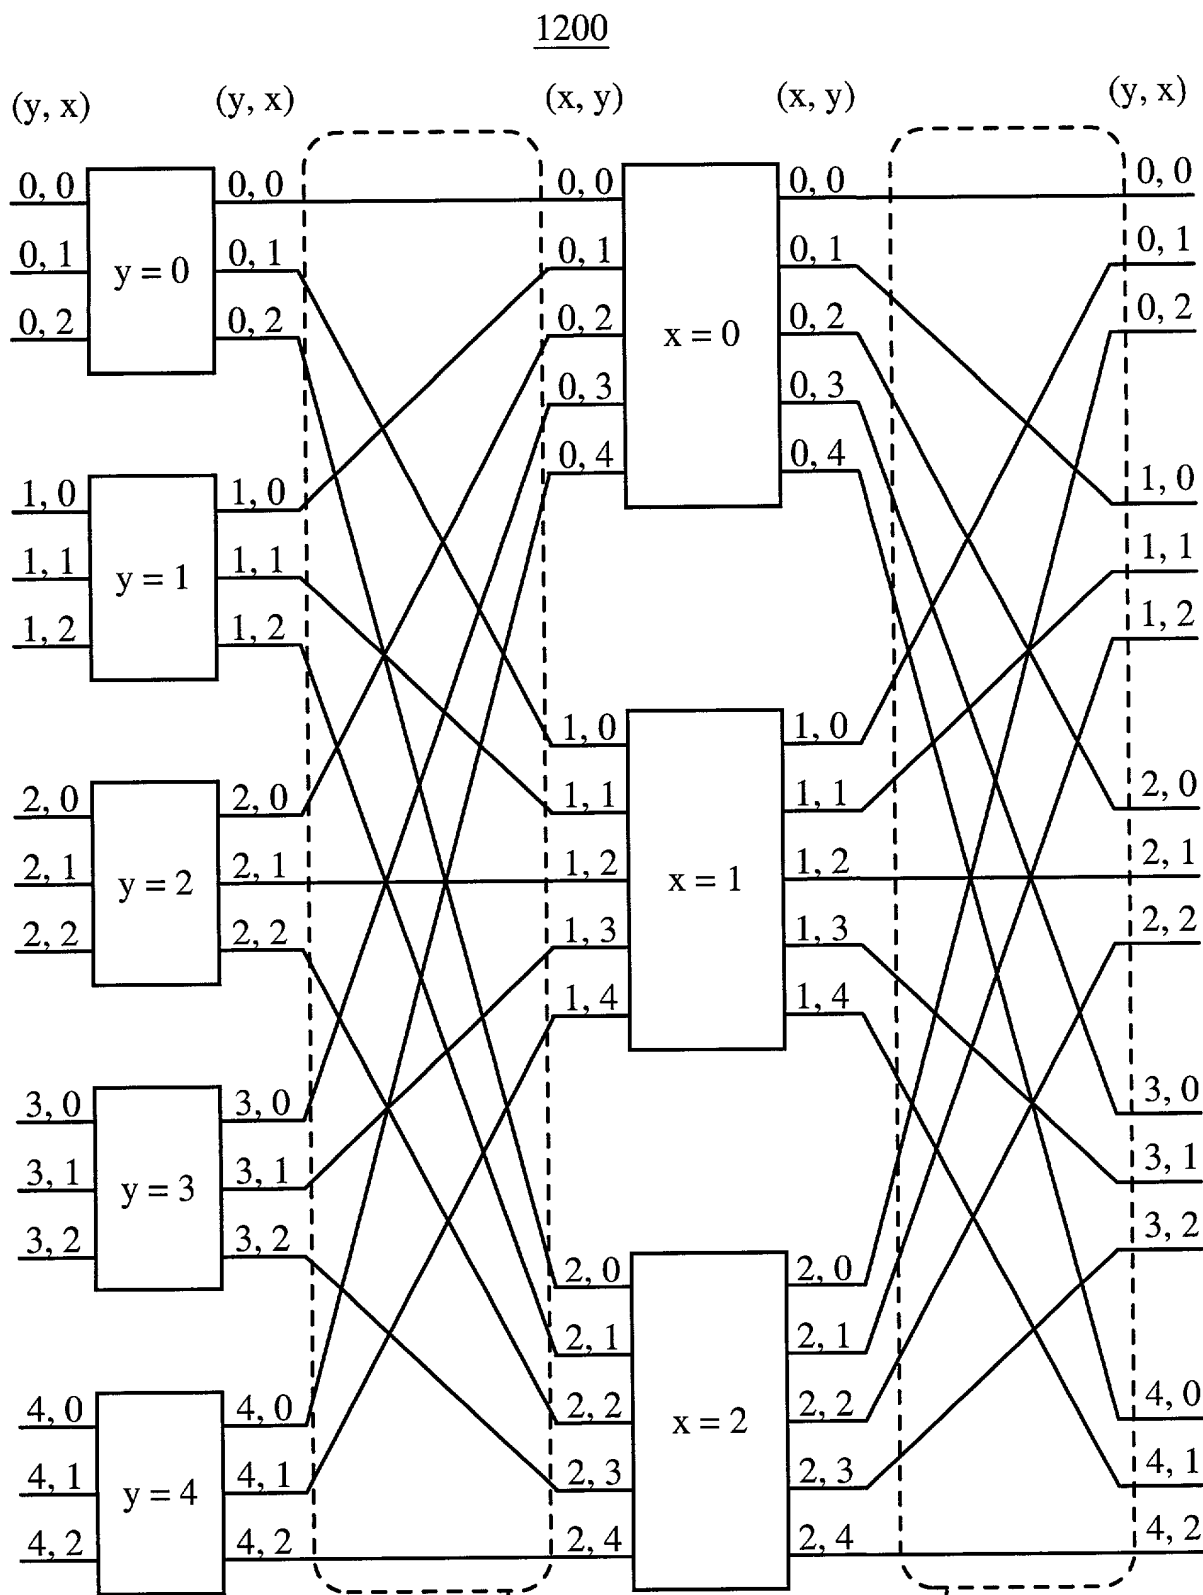 1200
(y, x) (y, x) (x, y) (x, y) (y, x)
0, 0 0, 0 0, 0 0, 0 0, 0
0, 1 y = 0 0, 1 0, 1 0, 1 0, 1
0, 2 0, 2 0, 2 x = 0 0, 2 0, 2
0, 3 0, 3
0, 4 0, 4
1, 0 1, 0 1, 0
1, 1 y = 1 1, 1 1, 1
1, 2 1, 2 1, 2
1, 0 1, 0
2, 0 2, 0 1, 1 1, 1 2, 0
2, 1 y = 2 2, 1 1, 2 x = 1 1, 2 2, 1
2, 2 2, 2 1, 3 1, 3 2, 2
1, 4 1, 4
3, 0 3, 0 3, 0
3, 1 y = 3 3, 1 3, 1
3, 2 3, 2 3, 2
2, 0 2, 0
2, 1 2, 1
4, 0 4, 0 2, 2 x = 2 2, 2 4, 0
4, 1 y = 4 4, 1 2, 3 2, 3 4, 1
4, 2 4, 2 2, 4 2, 4 4, 2